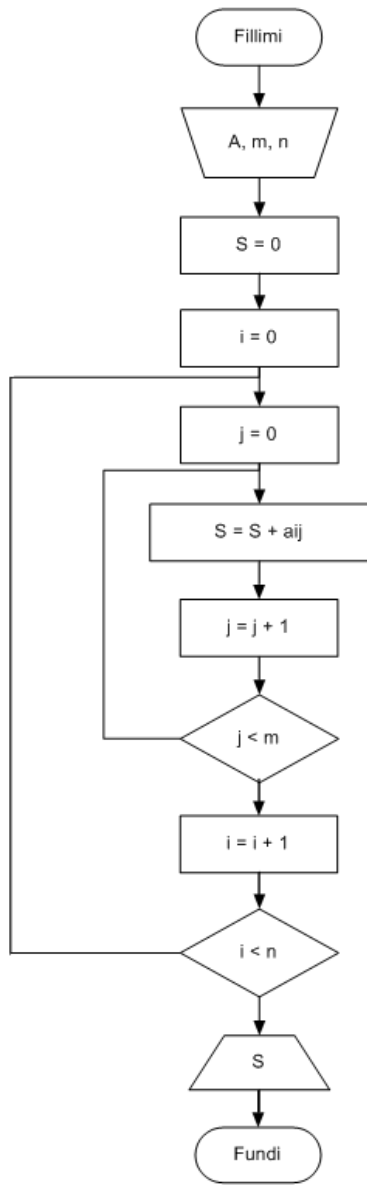 Fillimi
A, m, n
S = 0
i = 0
j = 0
S = S + aij
j = j + 1
j < m
i = i + 1
i < n
S
Fundi